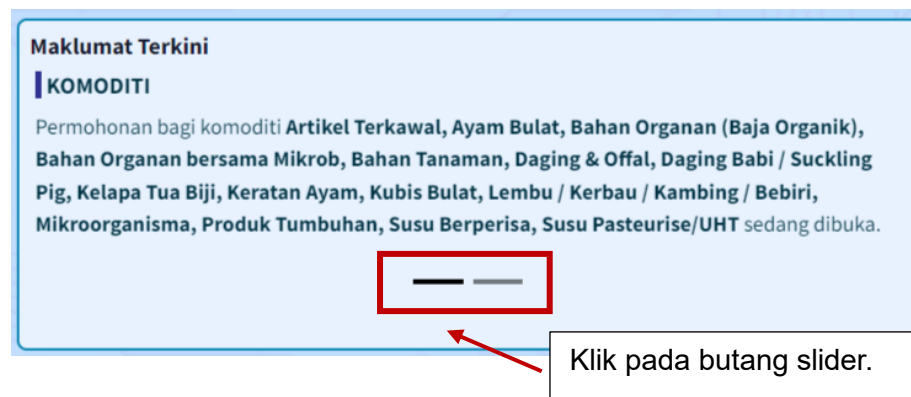 Maklumat Terkini
KOMODITI
Permohonan bagi komoditi Artikel Terkawal, Ayam Bulat, Bahan Organan (Baja Organik),
Bahan Organan bersama Mikrob, Bahan Tanaman, Daging & Offal, Daging Babi / Suckling
Pig, Kelapa Tua Biji, Keratan Ayam, Kubis Bulat, Lembu / Kerbau / Kambing / Bebiri,
Mikroorganisma, Produk Tumbuhan, Susu Berperisa, Susu Pasteurise/UHT sedang dibuka.
Klik pada butang slider.